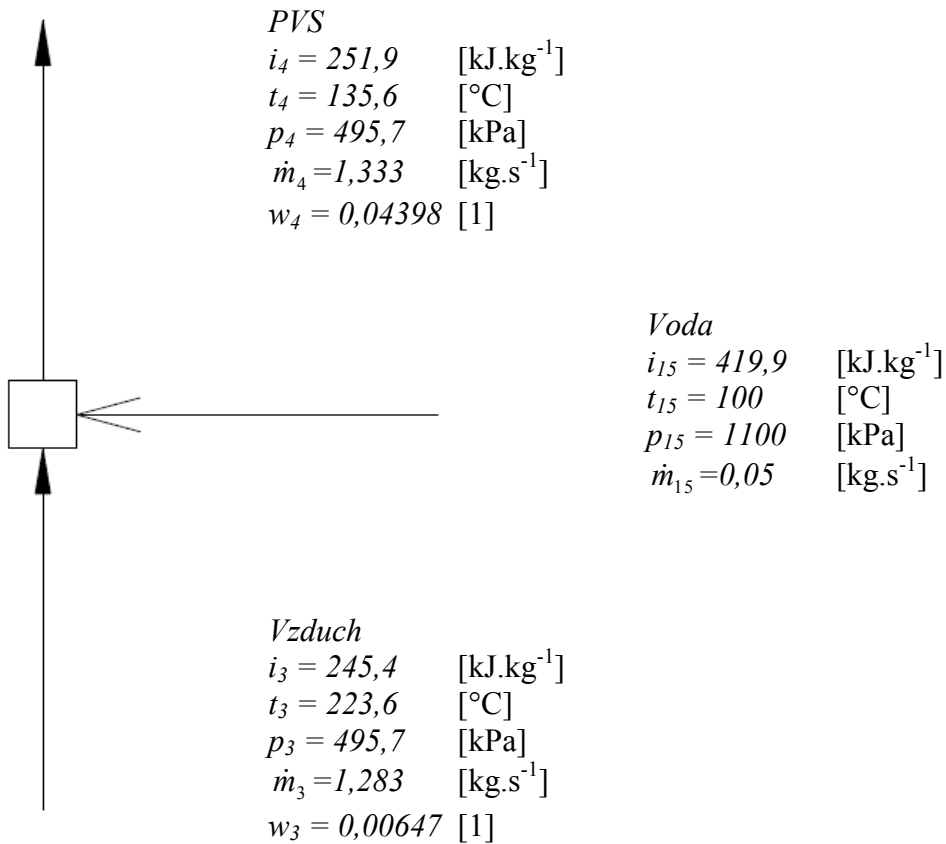 PVS
i₄ = 251,9 [kJ.kg⁻¹]
t₄ = 135,6 [°C]
p₄ = 495,7 [kPa]
ṁ₄ =1,333 [kg.s⁻¹]
w₄ = 0,04398 [1]
Voda
i₁₅ = 419,9 [kJ.kg⁻¹]
t₁₅ = 100 [°C]
p₁₅ = 1100 [kPa]
ṁ₁₅ =0,05 [kg.s⁻¹]
Vzduch
i₃ = 245,4 [kJ.kg⁻¹]
t₃ = 223,6 [°C]
p₃ = 495,7 [kPa]
ṁ₃ =1,283 [kg.s⁻¹]
w₃ = 0,00647 [1]